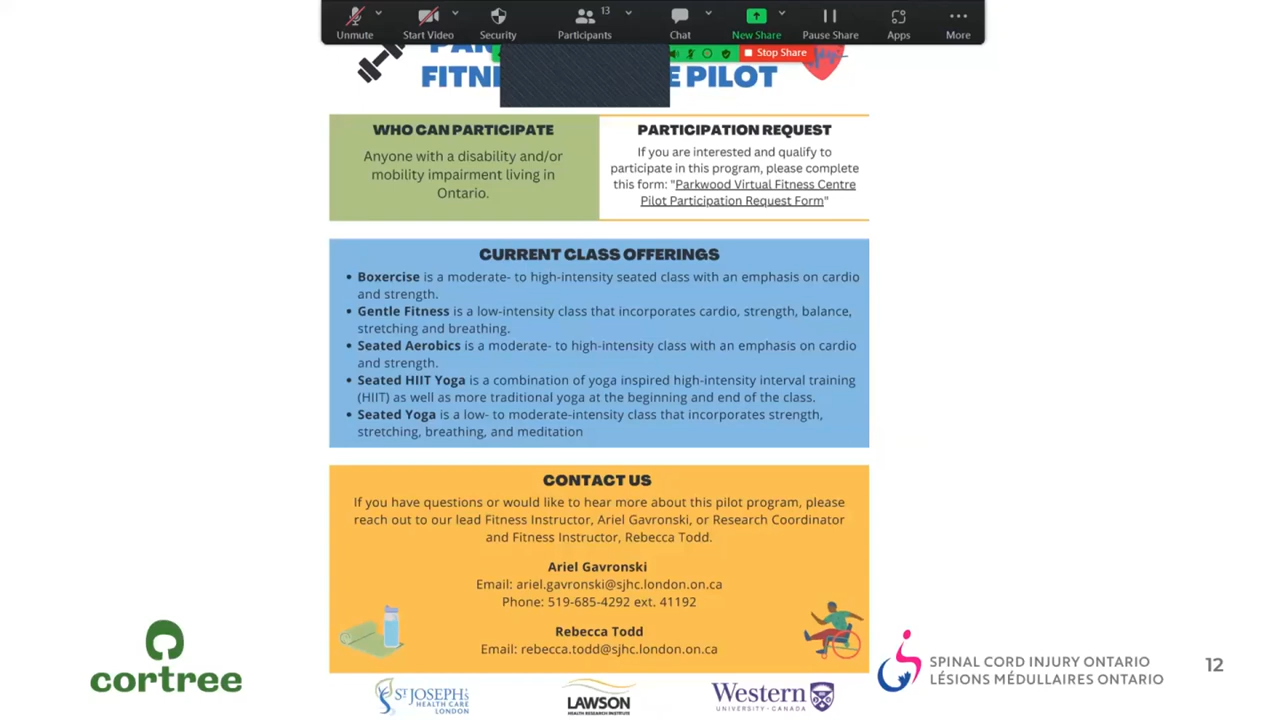 Unmute
Start Video
Security
13
Participants
Chat
New Share
Pause Share
Apps
More
Stop Share
PILOT
WHO CAN PARTICIPATE
Anyone with a disability and/or
mobility impairment living in
Ontario.
PARTICIPATION REQUEST
If you are interested and qualify to
participate in this program, please complete
this form: "Parkwood Virtual Fitness Centre
Pilot Participation Request Form"
CURRENT CLASS OFFERINGS
• Boxercise is a moderate- to high-intensity seated class with an emphasis on cardio
and strength.
• Gentle Fitness is a low-intensity class that incorporates cardio, strength, balance,
stretching and breathing.
• Seated Aerobics is a moderate- to high-intensity class with an emphasis on cardio
and strength.
• Seated HIIT Yoga is a combination of yoga inspired high-intensity interval training
(HIIT) as well as more traditional yoga at the beginning and end of the class.
• Seated Yoga is a low- to moderate-intensity class that incorporates strength,
stretching, breathing, and meditation
CONTACT US
If you have questions or would like to hear more about this pilot program, please
reach out to our lead Fitness Instructor, Ariel Gavronski, or Research Coordinator
and Fitness Instructor, Rebecca Todd.
Ariel Gavronski
Email: ariel.gavronski@sjhc.london.on.ca
Phone: 519-685-4292 ext. 41192
Rebecca Todd
Email: rebecca.todd@sjhc.london.on.ca
cortree
ST JOSEPH'S
HEALTH CARE
LONDON
LAWSON
HEALTH RESEARCH INSTITUTE
Western
UNIVERSITY · CANADA
SPINAL CORD INJURY ONTARIO
LÉSIONS MÉDULLAIRES ONTARIO
12